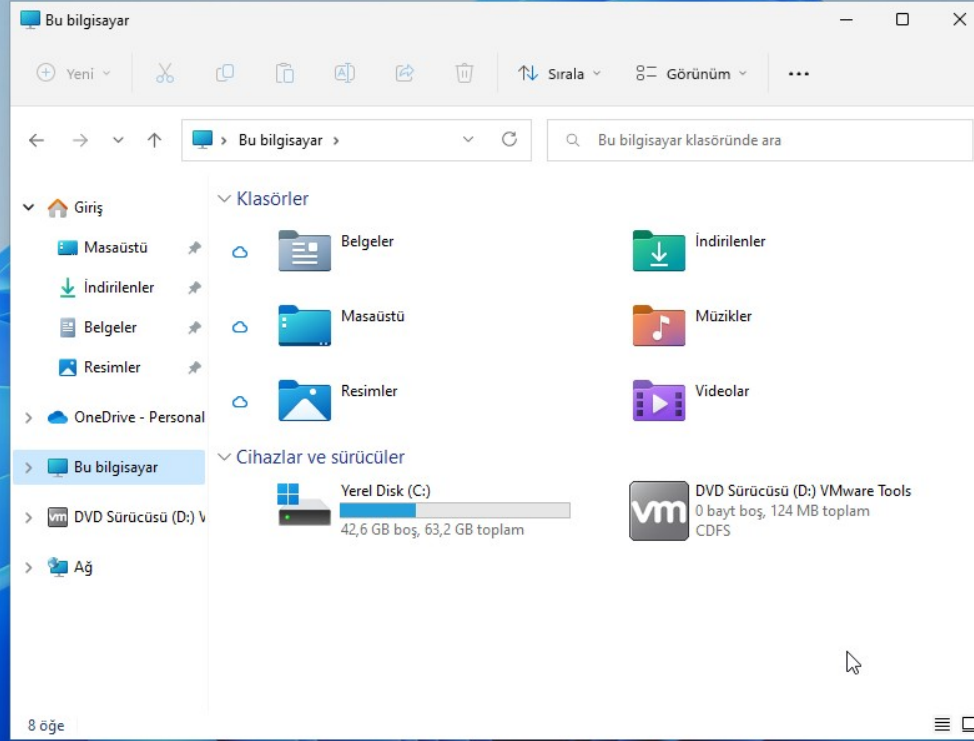 Bu bilgisayar
Yeni
Sırala
Görünüm
Bu bilgisayar
Bu bilgisayar klasöründe ara
Giriş
Masaüstü
İndirilenler
Belgeler
Resimler
OneDrive - Personal
Bu bilgisayar
DVD Sürücüsü (D:) V
Ağ
Klasörler
Belgeler
İndirilenler
Masaüstü
Müzikler
Resimler
Videolar
Cihazlar ve sürücüler
Yerel Disk (C:)
42,6 GB boş, 63,2 GB toplam
vm
DVD Sürücüsü (D:) VMware Tools
0 bayt boş, 124 MB toplam
CDFS
8 öğe